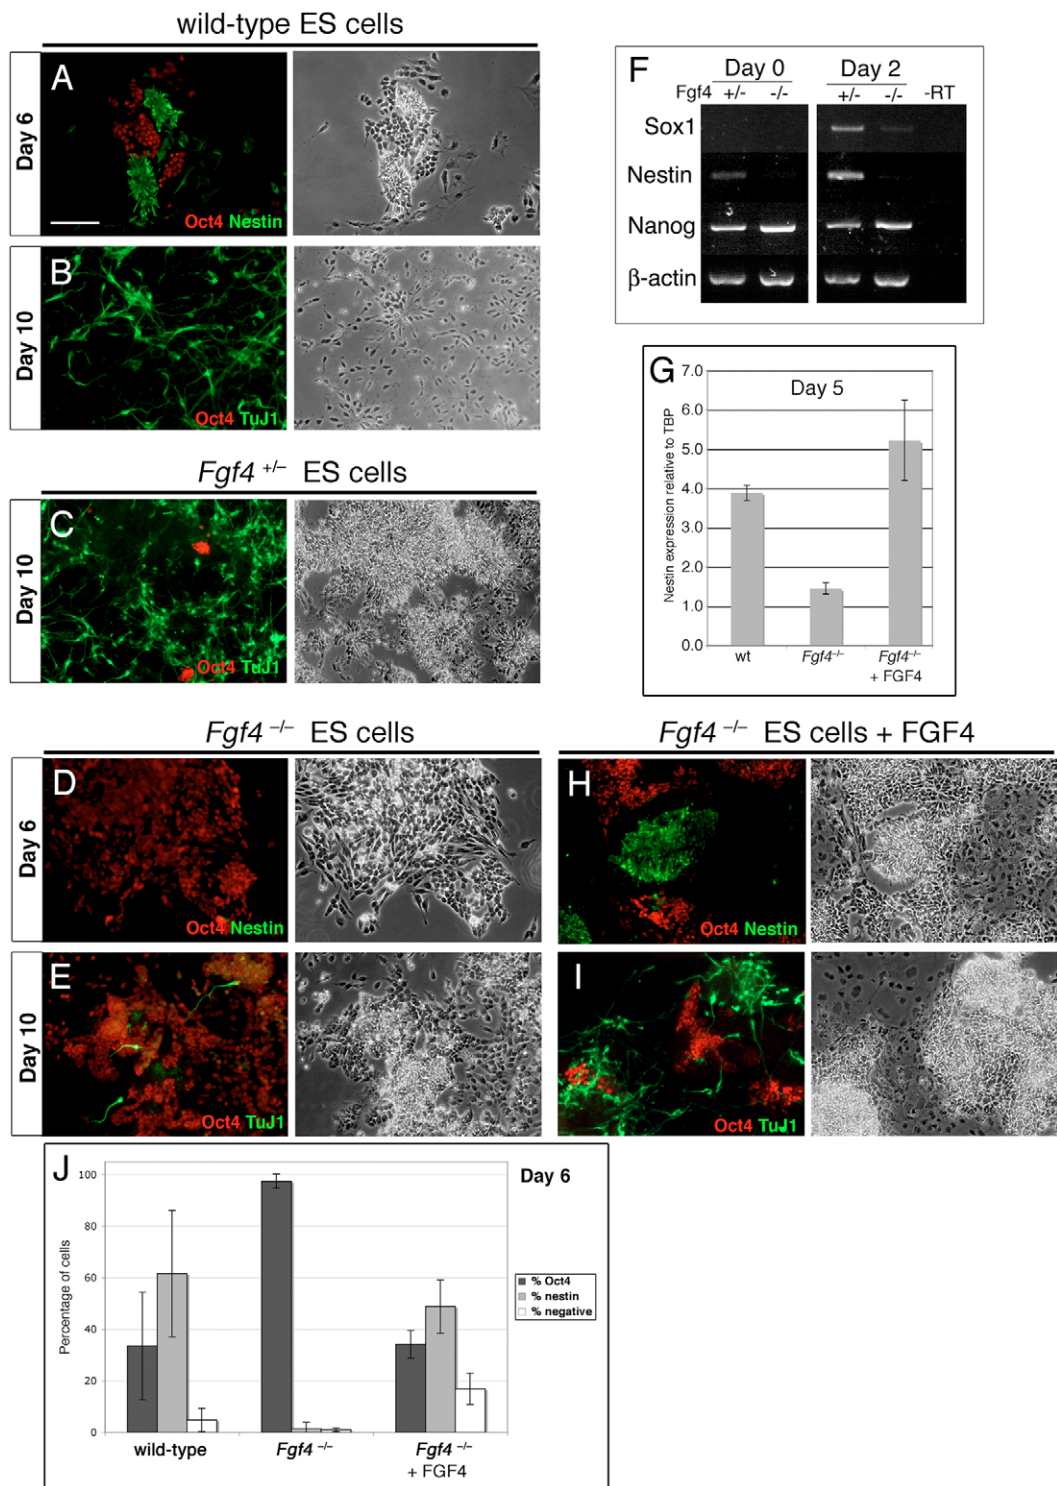 wild-type ES cells
Day 6
A
Oct4 Nestin
Day 10
B
Oct4 TuJ1
Fgf4 +/– ES cells
Day 10
C
Oct4 TuJ1
F
Day 0 Day 2
Fgf4 +/- -/- +/- -/- -RT
Sox1
Nestin
Nanog
β-actin
G
Day 5
Nestin expression relative to TBP
7.0
6.0
5.0
4.0
3.0
2.0
1.0
0.0
wt Fgf4-/- Fgf4-/-
+ FGF4
Fgf4 –/– ES cells
Day 6
D
Oct4 Nestin
Day 10
E
Oct4 TuJ1
Fgf4 –/– ES cells + FGF4
H
Oct4 Nestin
I
Oct4 TuJ1
J
Day 6
Percentage of cells
100
80
60
40
20
0
wild-type Fgf4 –/– Fgf4 –/–
+ FGF4
% Oct4
% nestin
% negative